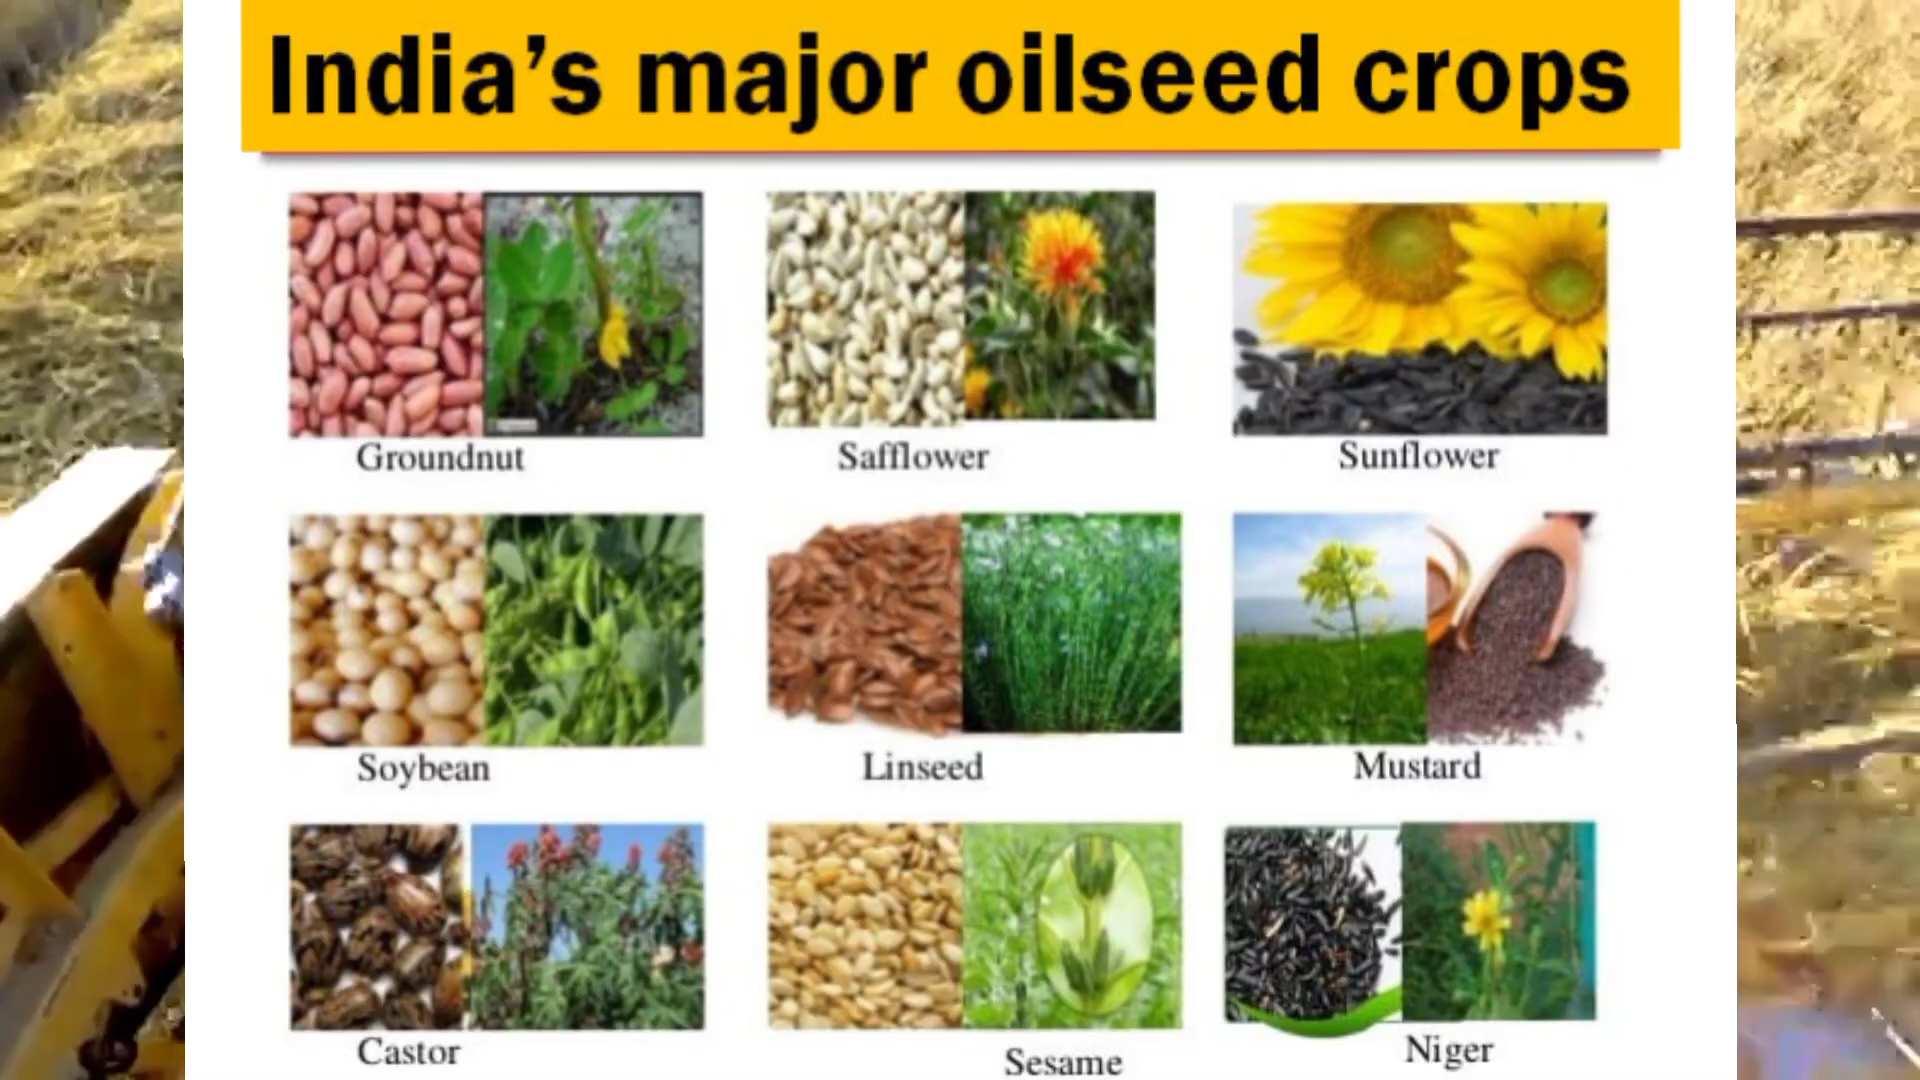 India's major oilseed crops
Groundnut
Safflower
Sunflower
Soybean
Linseed
Mustard
Castor
Sesame
Niger